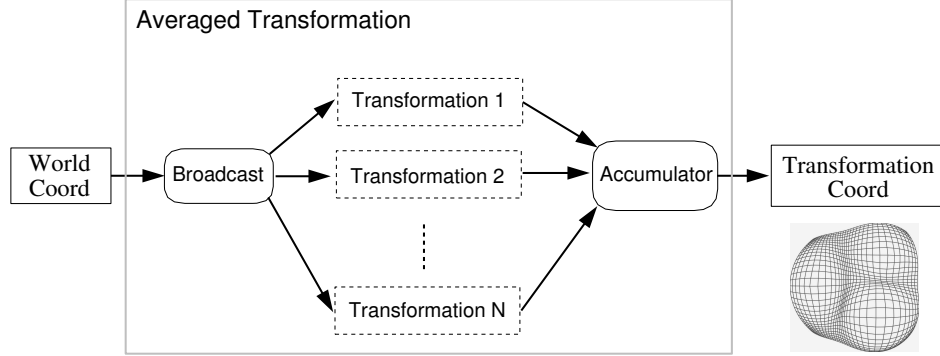 Averaged Transformation
Transformation 1
World
Coord
Broadcast
Transformation 2
Accumulator
Transformation
Coord
Transformation N